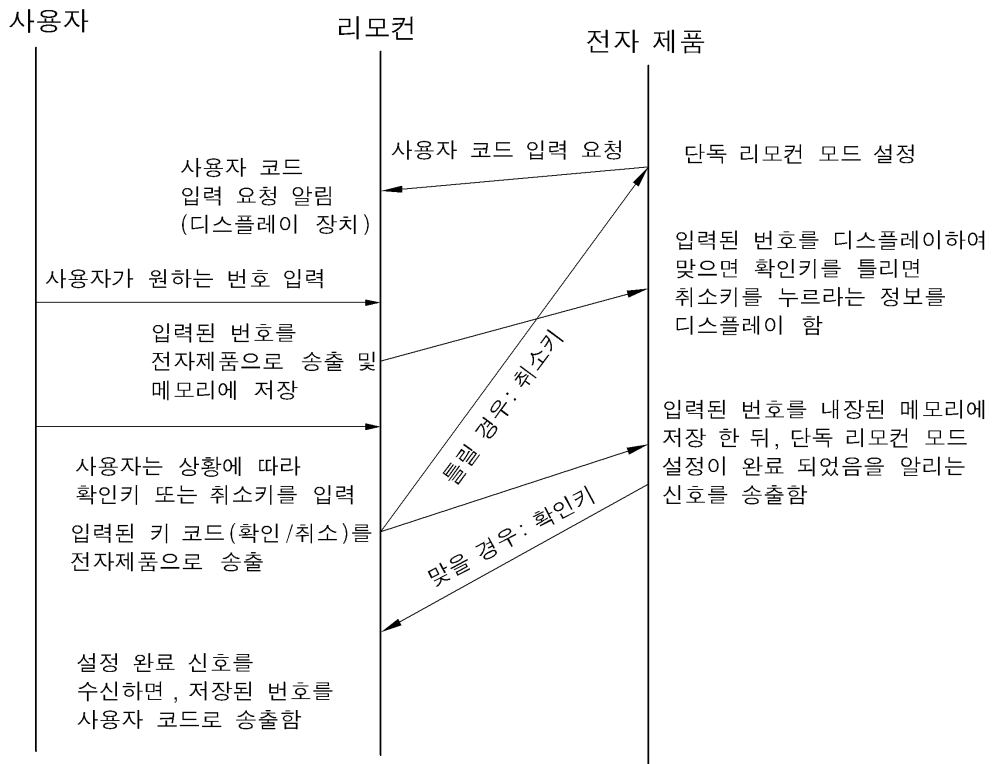 사용자
리모컨
전자 제품
사용자 코드 입력 요청
단독 리모컨 모드 설정
사용자 코드
입력 요청 알림
(디스플레이 장치)
입력된 번호를 디스플레이하여
맞으면 확인키를 틀리면
취소키를 누르라는 정보를
디스플레이 함
사용자가 원하는 번호 입력
입력된 번호를
전자제품으로 송출 및
메모리에 저장
틀릴 경우: 취소키
입력된 번호를 내장된 메모리에
저장 한 뒤, 단독 리모컨 모드
설정이 완료 되었음을 알리는
신호를 송출함
사용자는 상황에 따라
확인키 또는 취소키를 입력
입력된 키 코드(확인/취소)를
전자제품으로 송출
맞을 경우: 확인키
설정 완료 신호를
수신하면, 저장된 번호를
사용자 코드로 송출함